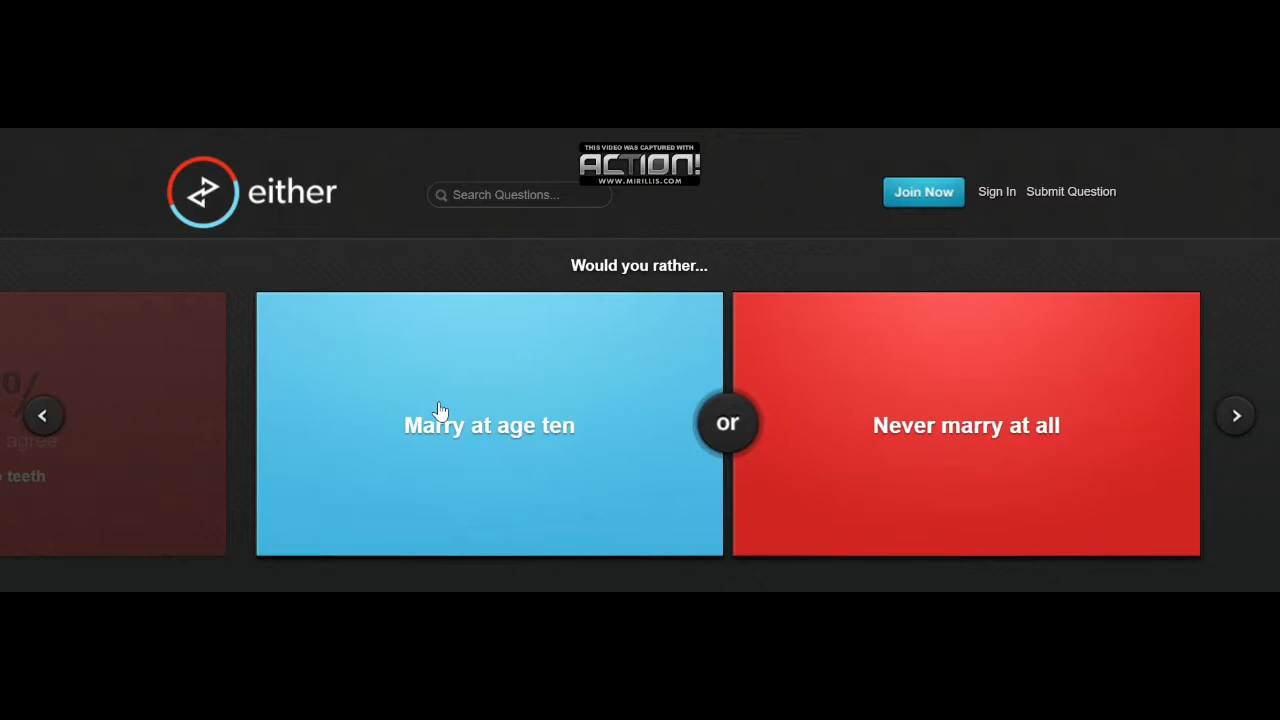 THIS VIDEO WAS CAPTURED WITH
ACTION!
WWW.MIRILLIS.COM
either
Search Questions...
Join Now
Sign In
Submit Question
Would you rather...
%
agree
teeth
Marry at age ten
or
Never marry at all